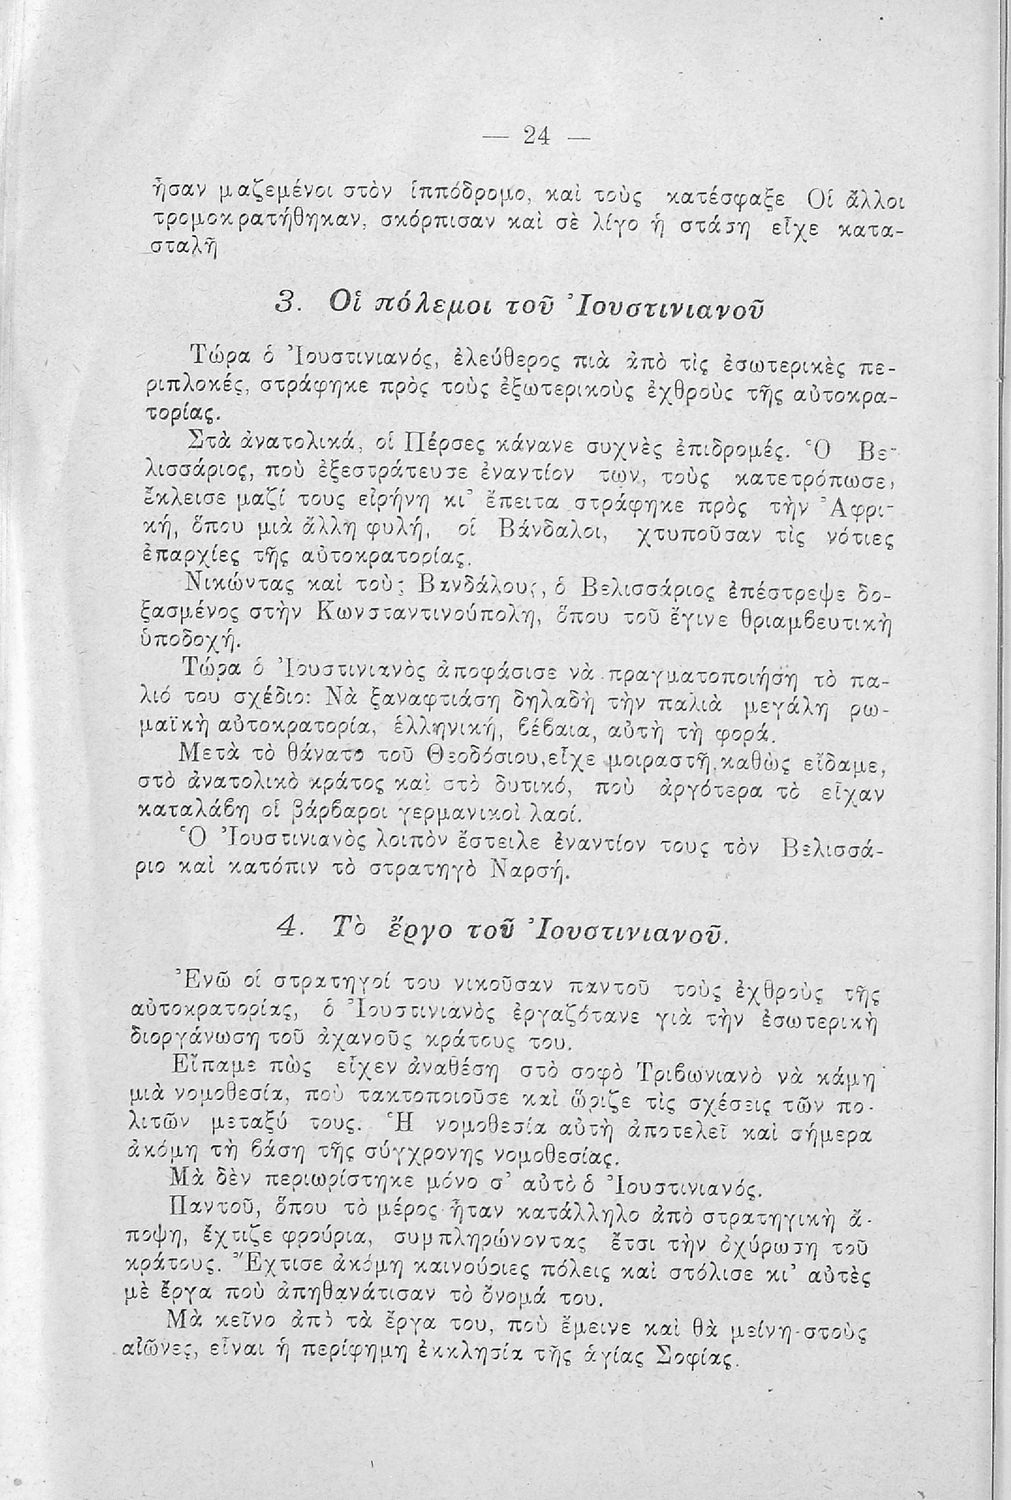 — 24 —
ἦσαν μαζεμένοι στὸν ἱππόδρομο, καὶ τοὺς κατέσφαξε Οἱ ἄλλοι
τρομοκρατήθηκαν, σκόρπισαν καὶ σὲ λίγο ἡ στάση εἶχε κατα-
σταλῆ
3. Οἱ πόλεμοι τοῦ Ἰουστινιανοῦ
Τώρα ὁ Ἰουστινιανός, ἐλεύθερος πιὰ ἀπὸ τὶς ἐσωτερικὲς πε-
ριπλοκές, στράφηκε πρὸς τοὺς ἐξωτερικοὺς ἐχθροὺς τῆς αὐτοκρα-
τορίας.
Στὰ ἀνατολικά, οἱ Πέρσες κάνανε συχνὲς ἐπιδρομές. Ὁ Βε-
λισσάριος, ποὺ ἐξεστράτευσε ἐναντίον των, τοὺς κατετρόπωσε,
ἔκλεισε μαζί τους εἰρήνη κι᾽ ἔπειτα στράφηκε πρὸς τὴν Ἀφρι-
κή, ὅπου μιὰ ἄλλη φυλή, οἱ Βάνδαλοι, χτυποῦσαν τὶς νότιες
ἐπαρχίες τῆς αὐτοκρατορίας.
Νικώντας καὶ τοὺς Βανδάλους, ὁ Βελισσάριος ἐπέστρεψε δο-
ξασμένος στὴν Κωνσταντινούπολη, ὅπου τοῦ ἔγινε θριαμβευτικὴ
ὑποδοχή.
Τώρα ὁ Ἰουστινιανὸς ἀποφάσισε νὰ πραγματοποιήση τὸ πα-
λιό του σχέδιο: Νὰ ξαναφτιάση δηλαδὴ τὴν παλιὰ μεγάλη ρω-
μαϊκὴ αὐτοκρατορία, ἑλληνική, βέβαια, αὐτὴ τὴ φορά.
Μετὰ τὸ θάνατο τοῦ Θεοδόσιου,εἶχε μοιραστῆ,καθὼς εἴδαμε,
στὸ ἀνατολικὸ κράτος καὶ στὸ δυτικό, ποὺ ἀργότερα τὸ εἶχαν
καταλάβη οἱ βάρβαροι γερμανικοὶ λαοί.
Ὁ Ἰουστινιανὸς λοιπὸν ἔστειλε ἐναντίον τους τὸν Βελισσά-
ριο καὶ κατόπιν τὸ στρατηγὸ Ναρσή.
4. Τὸ ἔργο τοῦ Ἰουστινιανοῦ.
Ἐνῶ οἱ στρατηγοί του νικοῦσαν παντοῦ τοὺς ἐχθροὺς τῆς
αὐτοκρατορίας, ὁ Ἰουστινιανὸς ἐργαζότανε γιὰ τὴν ἐσωτερικὴ
διοργάνωση τοῦ ἀχανοῦς κράτους του.
Εἴπαμε πὼς εἶχεν ἀναθέση στὸ σοφὸ Τριβωνιανὸ νὰ κάμη
μιὰ νομοθεσία, ποὺ τακτοποιοῦσε καὶ ὥριζε τὶς σχέσεις τῶν πο-
λιτῶν μεταξύ τους. Ἡ νομοθεσία αὐτὴ ἀποτελεῖ καὶ σήμερα
ἀκόμη τὴ βάση τῆς σύγχρονης νομοθεσίας.
Μὰ δὲν περιωρίστηκε μόνο σ᾽ αὐτὸ ὁ Ἰουστινιανός.
Παντοῦ, ὅπου τὸ μέρος ἦταν κατάλληλο ἀπὸ στρατηγικὴ ἄ-
ποψη, ἔχτιζε φρούρια, συμπληρώνοντας ἔτσι τὴν ὀχύρωση τοῦ
κράτους. Ἔχτισε ἀκόμη καινούριες πόλεις καὶ στόλισε κι᾽ αὐτὲς
μὲ ἔργα ποὺ ἀπηθανάτισαν τὸ ὄνομά του.
Μὰ κεῖνο ἀπὸ τὰ ἔργα του, ποὺ ἔμεινε καὶ θὰ μείνη στοὺς
αἰῶνες, εἶναι ἡ περίφημη ἐκκλησία τῆς ἁγίας Σοφίας.